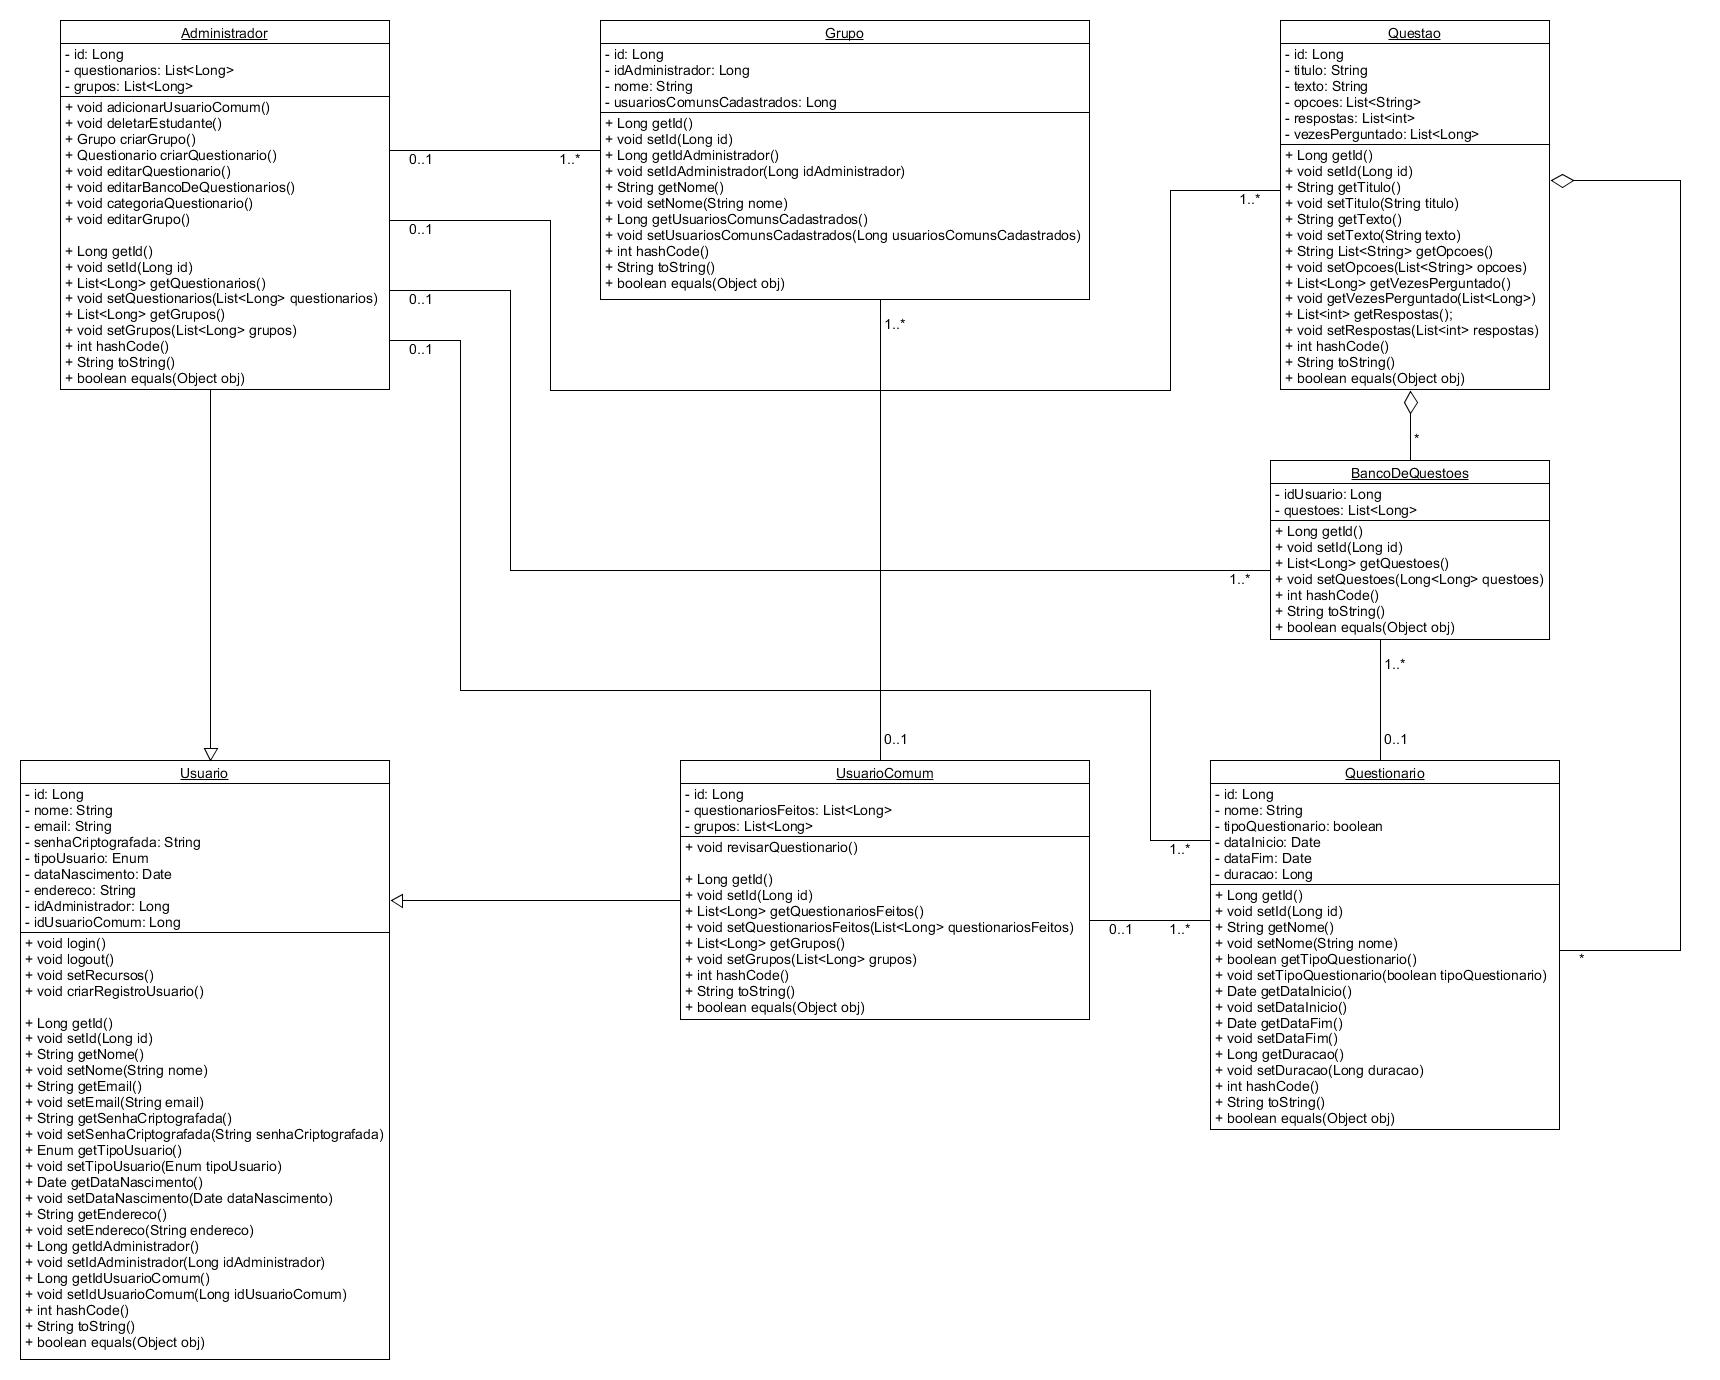 Administrador
- id: Long
- questionarios: List<Long>
- grupos: List<Long>
+ void adicionarUsuarioComum()
+ void deletarEstudante()
+ Grupo criarGrupo()
+ Questionario criarQuestionario()
+ void editarQuestionario()
+ void editarBancoDeQuestionarios()
+ void categoriaQuestionario()
+ void editarGrupo()
+ Long getId()
+ void setId(Long id)
+ List<Long> getQuestionarios()
+ void setQuestionarios(List<Long> questionarios)
+ List<Long> getGrupos()
+ void setGrupos(List<Long> grupos)
+ int hashCode()
+ String toString()
+ boolean equals(Object obj)
0..1
1..*
0..1
0..1
0..1
Grupo
- id: Long
- idAdministrador: Long
- nome: String
- usuariosComunsCadastrados: Long
+ Long getId()
+ void setId(Long id)
+ Long getIdAdministrador()
+ void setIdAdministrador(Long idAdministrador)
+ String getNome()
+ void setNome(String nome)
+ Long getUsuariosComunsCadastrados()
+ void setUsuariosComunsCadastrados(Long usuariosComunsCadastrados)
+ int hashCode()
+ String toString()
+ boolean equals(Object obj)
1..*
1..*
Questao
- id: Long
- titulo: String
- texto: String
- opcoes: List<String>
- respostas: List<int>
- vezesPerguntado: List<Long>
+ Long getId()
+ void setId(Long id)
+ String getTitulo()
+ void setTitulo(String titulo)
+ String getTexto()
+ void setTexto(String texto)
+ String List<String> getOpcoes()
+ void setOpcoes(List<String> opcoes)
+ List<Long> getVezesPerguntado()
+ void getVezesPerguntado(List<Long>)
+ List<int> getRespostas();
+ void setRespostas(List<int> respostas)
+ int hashCode()
+ String toString()
+ boolean equals(Object obj)
*
BancoDeQuestoes
- idUsuario: Long
- questoes: List<Long>
+ Long getId()
+ void setId(Long id)
+ List<Long> getQuestoes()
+ void setQuestoes(Long<Long> questoes)
+ int hashCode()
+ String toString()
+ boolean equals(Object obj)
1..*
1..*
0..1
0..1
Usuario
- id: Long
- nome: String
- email: String
- senhaCriptografada: String
- tipoUsuario: Enum
- dataNascimento: Date
- endereco: String
- idAdministrador: Long
- idUsuarioComum: Long
+ void login()
+ void logout()
+ void setRecursos()
+ void criarRegistroUsuario()
+ Long getId()
+ void setId(Long id)
+ String getNome()
+ void setNome(String nome)
+ String getEmail()
+ void setEmail(String email)
+ String getSenhaCriptografada()
+ void setSenhaCriptografada(String senhaCriptografada)
+ Enum getTipoUsuario()
+ void setTipoUsuario(Enum tipoUsuario)
+ Date getDataNascimento()
+ void setDataNascimento(Date dataNascimento)
+ String getEndereco()
+ void setEndereco(String endereco)
+ Long getIdAdministrador()
+ void setIdAdministrador(Long idAdministrador)
+ Long getIdUsuarioComum()
+ void setIdUsuarioComum(Long idUsuarioComum)
+ int hashCode()
+ String toString()
+ boolean equals(Object obj)
UsuarioComum
- id: Long
- questionariosFeitos: List<Long>
- grupos: List<Long>
+ void revisarQuestionario()
+ Long getId()
+ void setId(Long id)
+ List<Long> getQuestionariosFeitos()
+ void setQuestionariosFeitos(List<Long> questionariosFeitos)
+ List<Long> getGrupos()
+ void setGrupos(List<Long> grupos)
+ int hashCode()
+ String toString()
+ boolean equals(Object obj)
1..*
0..1
1..*
Questionario
- id: Long
- nome: String
- tipoQuestionario: boolean
- dataInicio: Date
- dataFim: Date
- duracao: Long
+ Long getId()
+ void setId(Long id)
+ String getNome()
+ void setNome(String nome)
+ boolean getTipoQuestionario()
+ void setTipoQuestionario(boolean tipoQuestionario)
+ Date getDataInicio()
+ void setDataInicio()
+ Date getDataFim()
+ void setDataFim()
+ Long getDuracao()
+ void setDuracao(Long duracao)
+ int hashCode()
+ String toString()
+ boolean equals(Object obj)
*